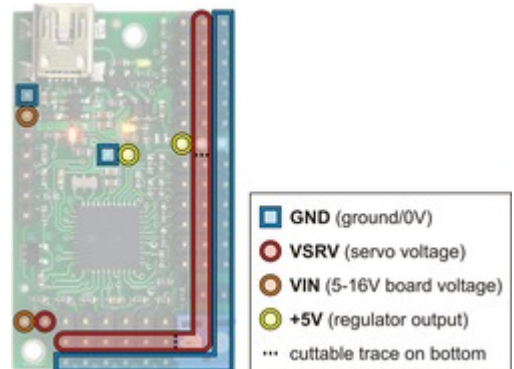 GND (ground/0V)
VSRV (servo voltage)
VIN (5-16V board voltage)
+5V (regulator output)
cuttable trace on bottom